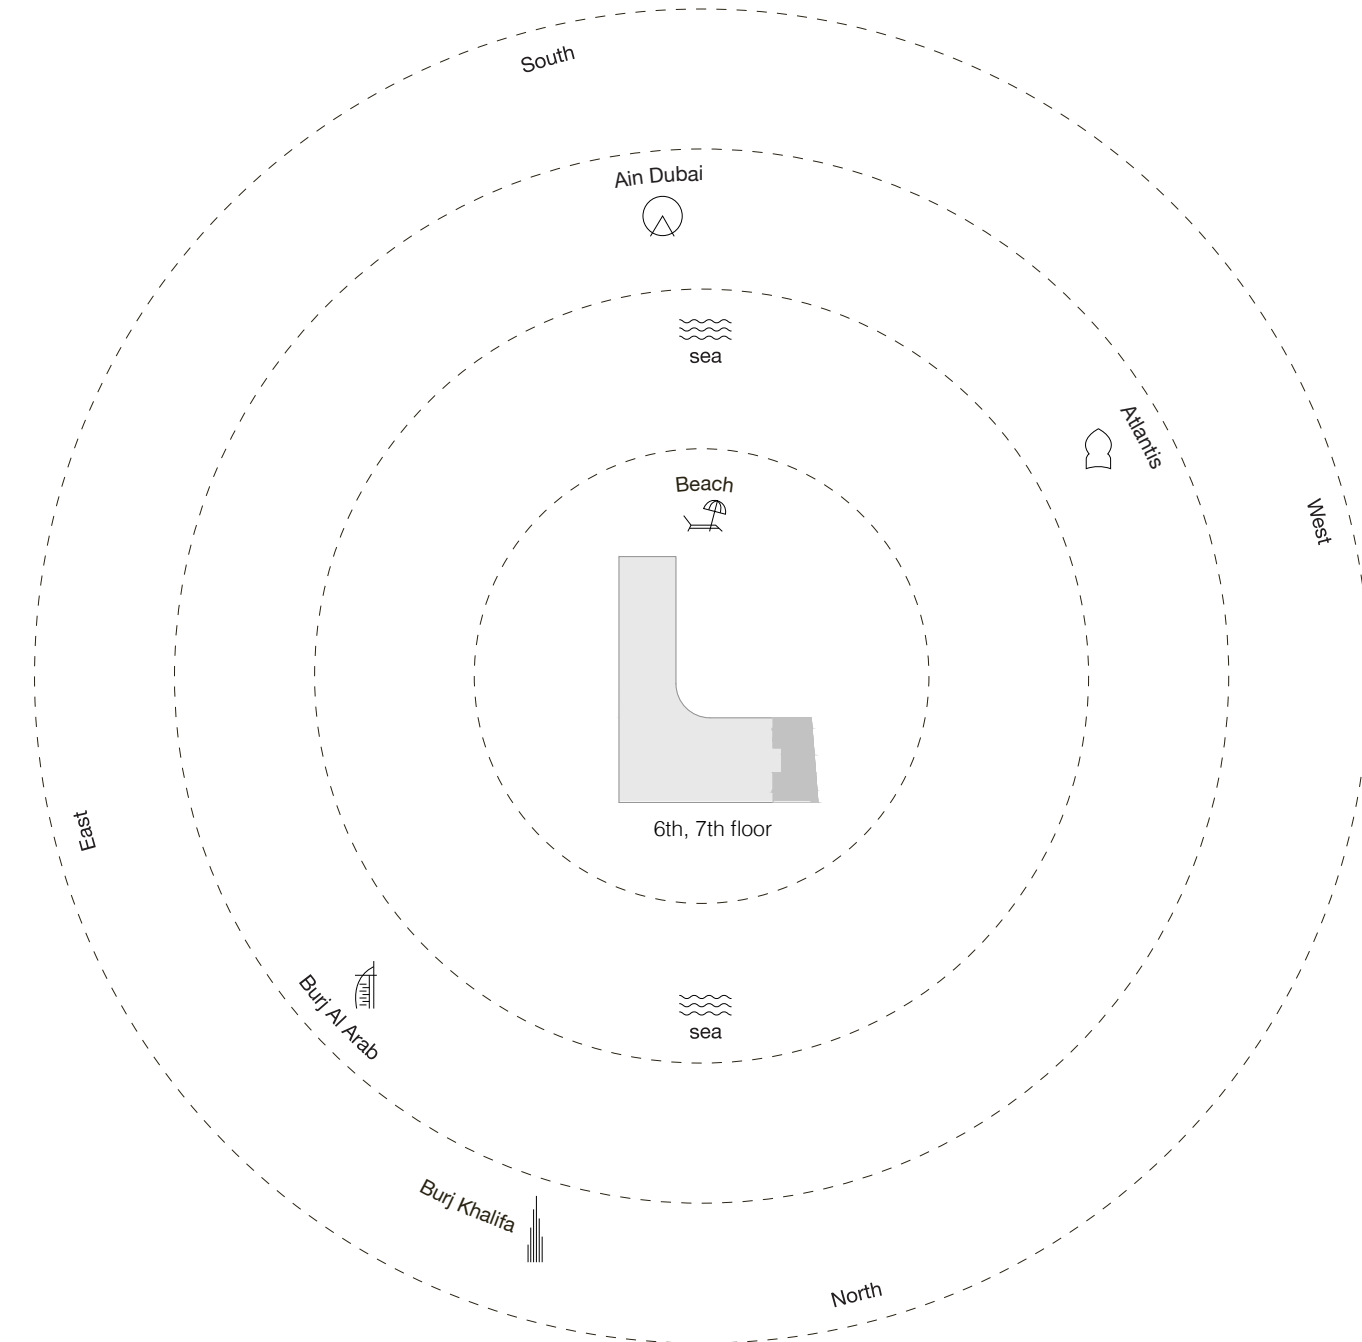 South
Ain Dubai
sea
Atlantis
Beach
West
6th, 7th floor
East
Burj Al Arab
sea
Burj Khalifa
North